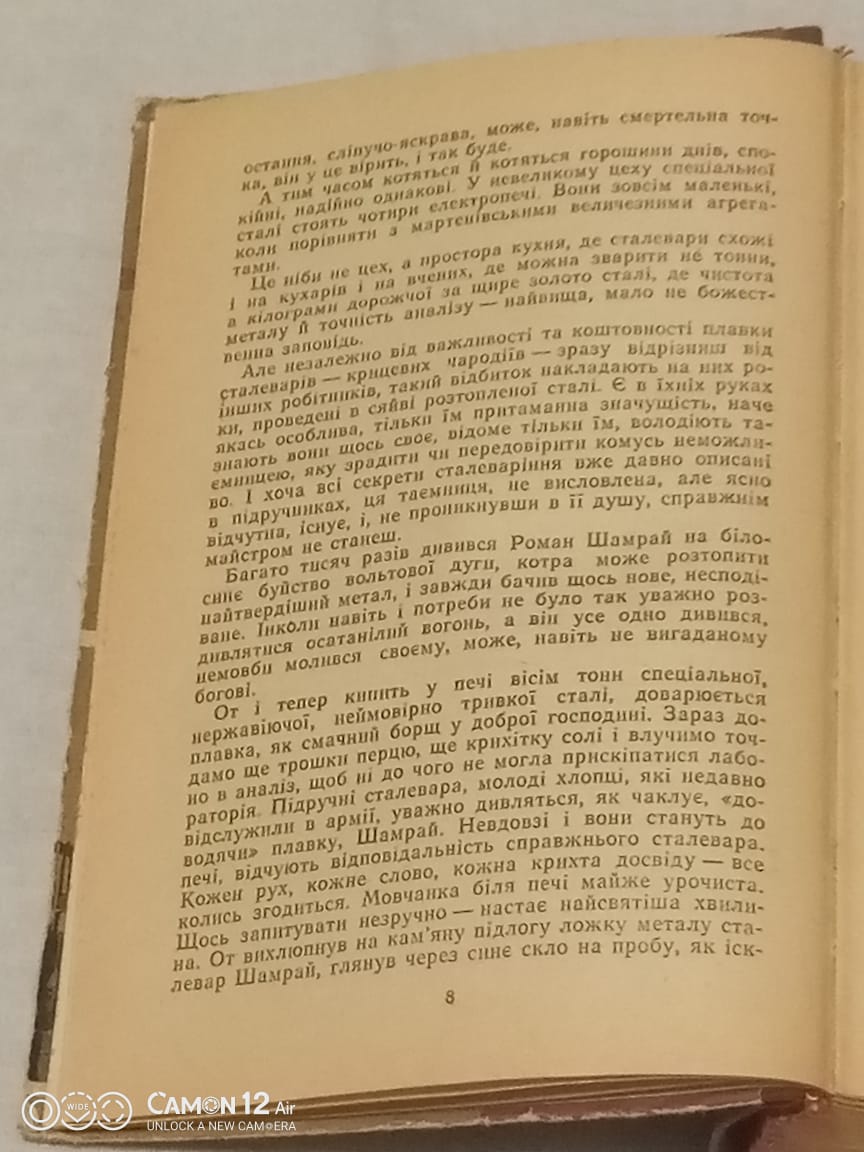 остання, сліпучо-яскрава, може, навіть смертельна точ-
ка, він у це вірить, і так буде.
А тим часом котяться й котяться горошини днів, спо-
кійні, надійно однакові. У невеликому цеху спеціальної
сталі стоять чотири електропечі. Вони зовсім маленькі,
коли порівняти з мартенівськими величезними агрега-
тами.
Це ніби не цех, а простора кухня, де сталевари схожі
і на кухарів і на вчених, де можна зварити не тонни,
а кілограми дорожчої за щире золото сталі, де чистота
металу й точність аналізу — найвища, мало не божест-
венна заповідь.
Але незалежно від важливості та коштовності плавки
сталеварів — крицевих чародіїв — зразу відрізниш від
інших робітників, такий відбиток накладають на них ро-
ки, проведені в сяйві розтопленої сталі. Є в їхніх руках
якась особлива, тільки їм притаманна значущість, наче
знають вони щось своє, відоме тільки їм, володіють та-
ємницею, яку зрадити чи передовірити комусь неможли-
во. І хоча всі секрети сталеваріння вже давно описані
в підручниках, ця таємниця, не висловлена, але ясно
відчутна, існує, і, не проникнувши в її душу, справжнім
майстром не станеш.
Багато тисяч разів дивився Роман Шамрай на біло-
синє буйство вольтової дуги, котра може розтопити
найтвердіший метал, і завжди бачив щось нове, несподі-
ване. Інколи навіть і потреби не було так уважно роз-
дивлятися осатанілий вогонь, а він усе одно дивився,
немовби молився своєму, може, навіть не вигаданому
богові.
От і тепер кипить у печі вісім тонн спеціальної,
нержавіючої, неймовірно тривкої сталі, доварюється
плавка, як смачний борщ у доброї господині. Зараз до-
дамо ще трошки перцю, ще крихітку солі і влучимо точ-
но в аналіз, щоб ні до чого не могла прискіпатися лабо-
раторія. Підручні сталевара, молоді хлопці, які недавно
відслужили в армії, уважно дивляться, як чаклує, «до-
водячи» плавку, Шамрай. Невдовзі і вони стануть до
печі, відчують відповідальність справжнього сталевара.
Кожен рух, кожне слово, кожна крихта досвіду — все
колись згодиться. Мовчанка біля печі майже урочиста.
Щось запитувати незручно — настає найсвятіша хвили-
на. От вихлюпнув на кам'яну підлогу ложку металу ста-
левар Шамрай, глянув через синє скло на пробу, як іск-
8
WIDE
CAMON 12 Air
UNLOCK A NEW CAMERA